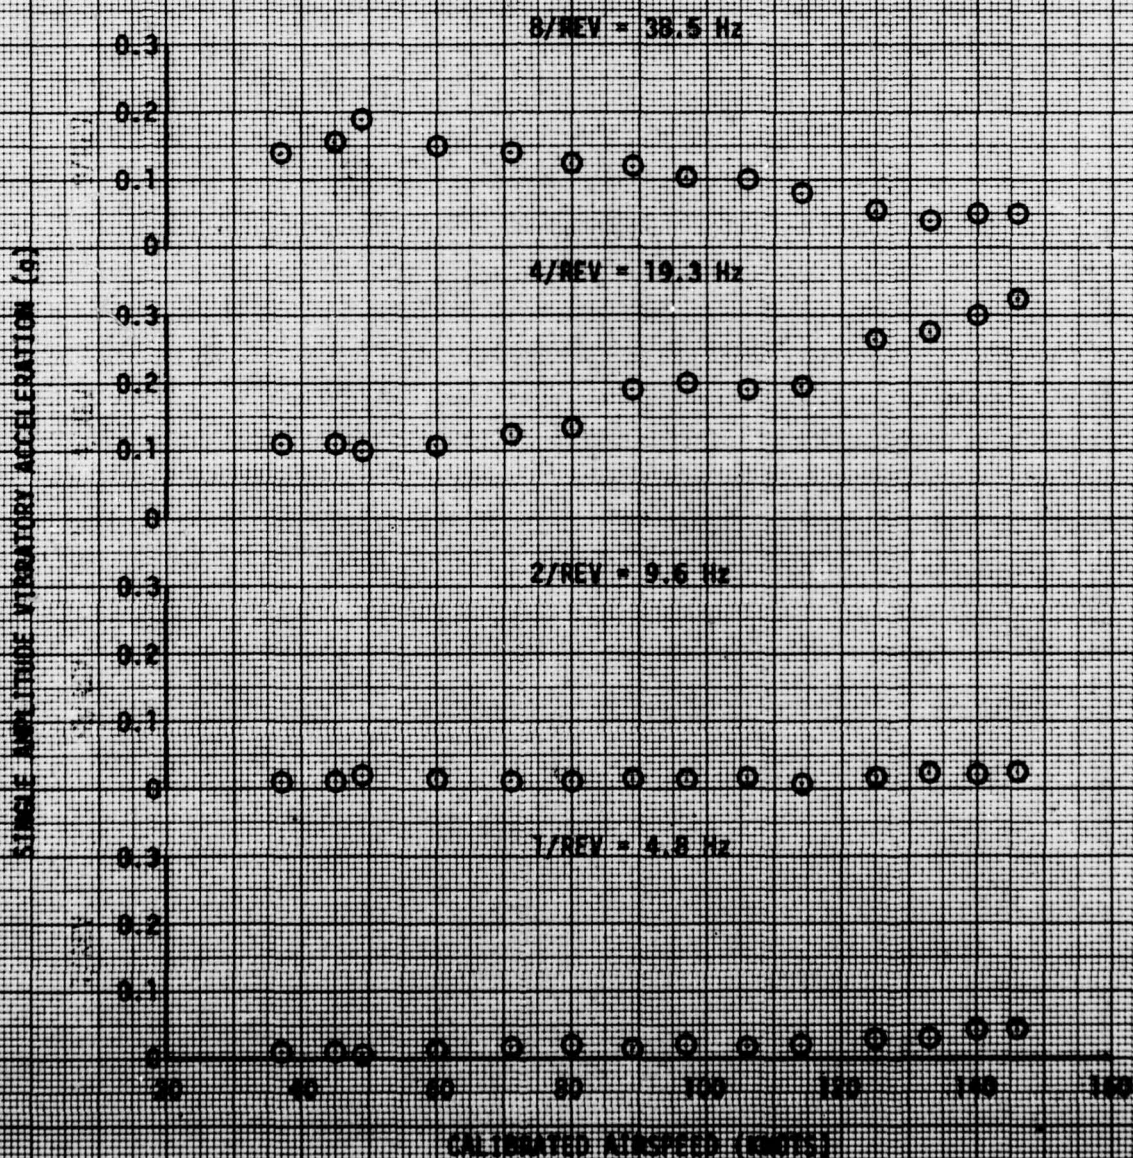 8/REV = 38.5 Hz
0.3
0.2
0.1
0
4/REV = 19.3 Hz
0.3
0.2
0.1
0
SINGLE AMPLITUDE VIBRATORY ACCELERATION (g)
2/REV = 9.6 Hz
0.3
0.2
0.1
0
1/REV = 4.8 Hz
0.3
0.2
0.1
0
20 40 60 80 100 120 140 160
CALIBRATED AIRSPEED (KNOTS)